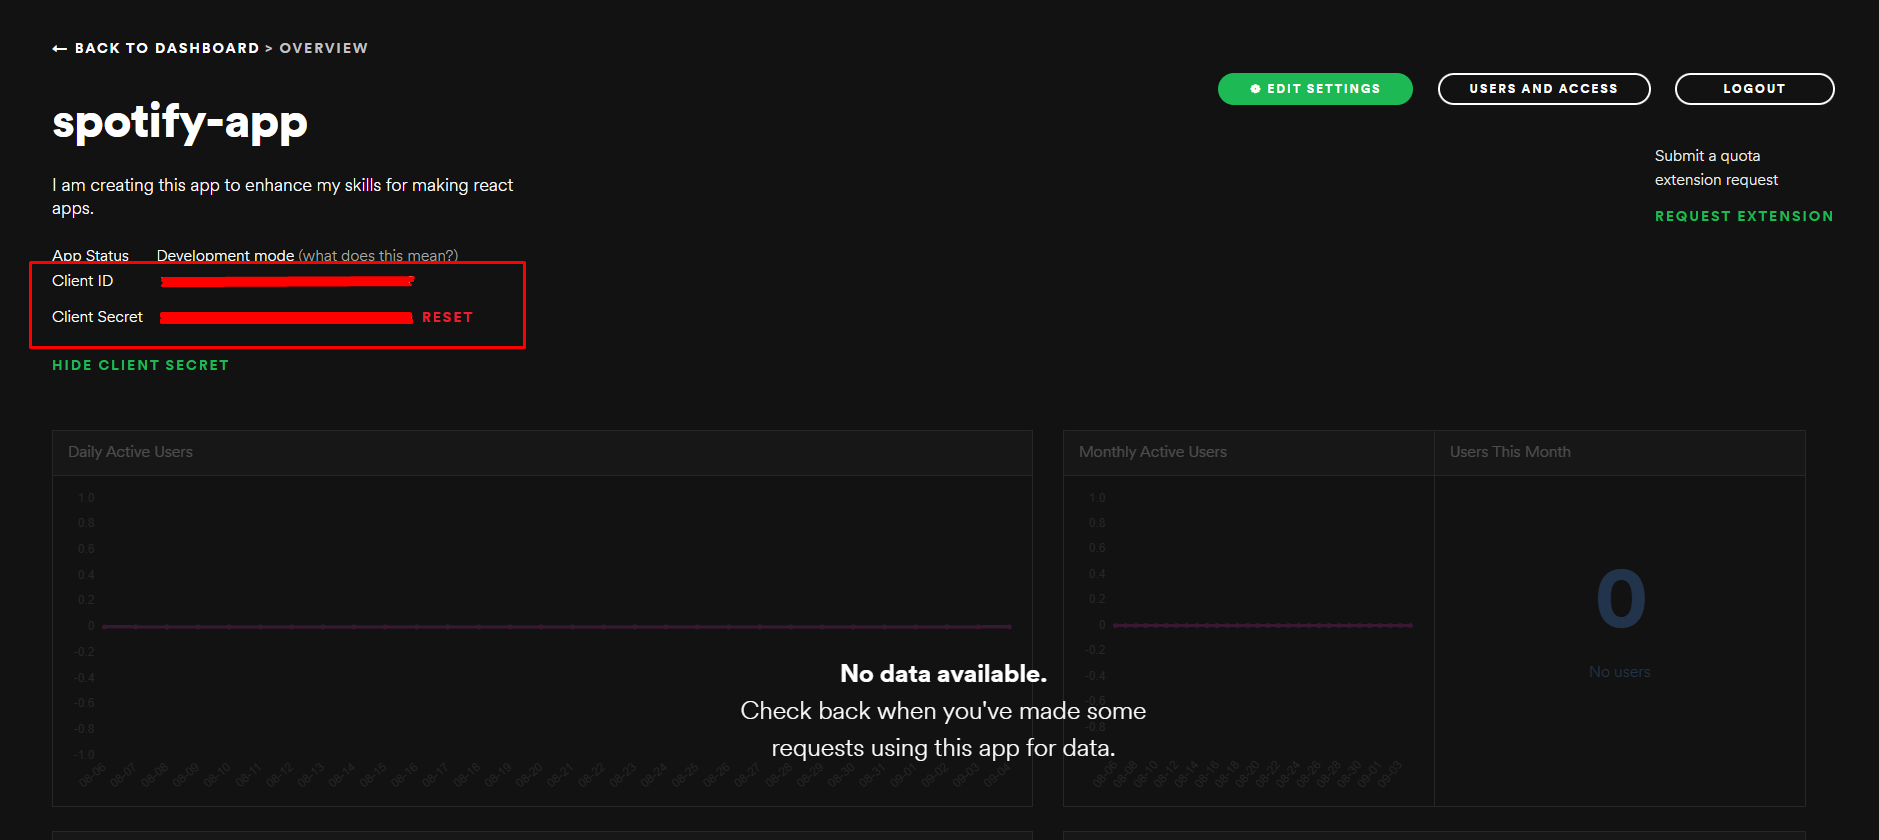 ← BACK TO DASHBOARD > OVERVIEW
EDIT SETTINGS
USERS AND ACCESS
LOGOUT
spotify-app
Submit a quota
extension request
REQUEST EXTENSION
I am creating this app to enhance my skills for making react
apps.
App Status Development mode (what does this mean?)
Client ID
Client Secret RESET
HIDE CLIENT SECRET
Daily Active Users
1.0
0.8
0.6
0.4
0.2
0
-0.2
-0.4
-0.6
-0.8
-1.0
08-06 08-07 08-08 08-09 08-10 08-11 08-12 08-13 08-14 08-15 08-16 08-17 08-18 08-19 08-20 08-21 08-22 08-23 08-24 08-25 08-26 08-27 08-28 08-29 08-30 08-31 09-01 09-02 09-03 09-04
Monthly Active Users
1.0
0.8
0.6
0.4
0.2
0
-0.2
-0.4
-0.6
-0.8
08-06 08-08 08-10 08-12 08-14 08-16 08-18 08-20 08-22 08-24 08-26 08-28 08-30 09-01 09-03
Users This Month
0
No users
No data available.
Check back when you've made some
requests using this app for data.